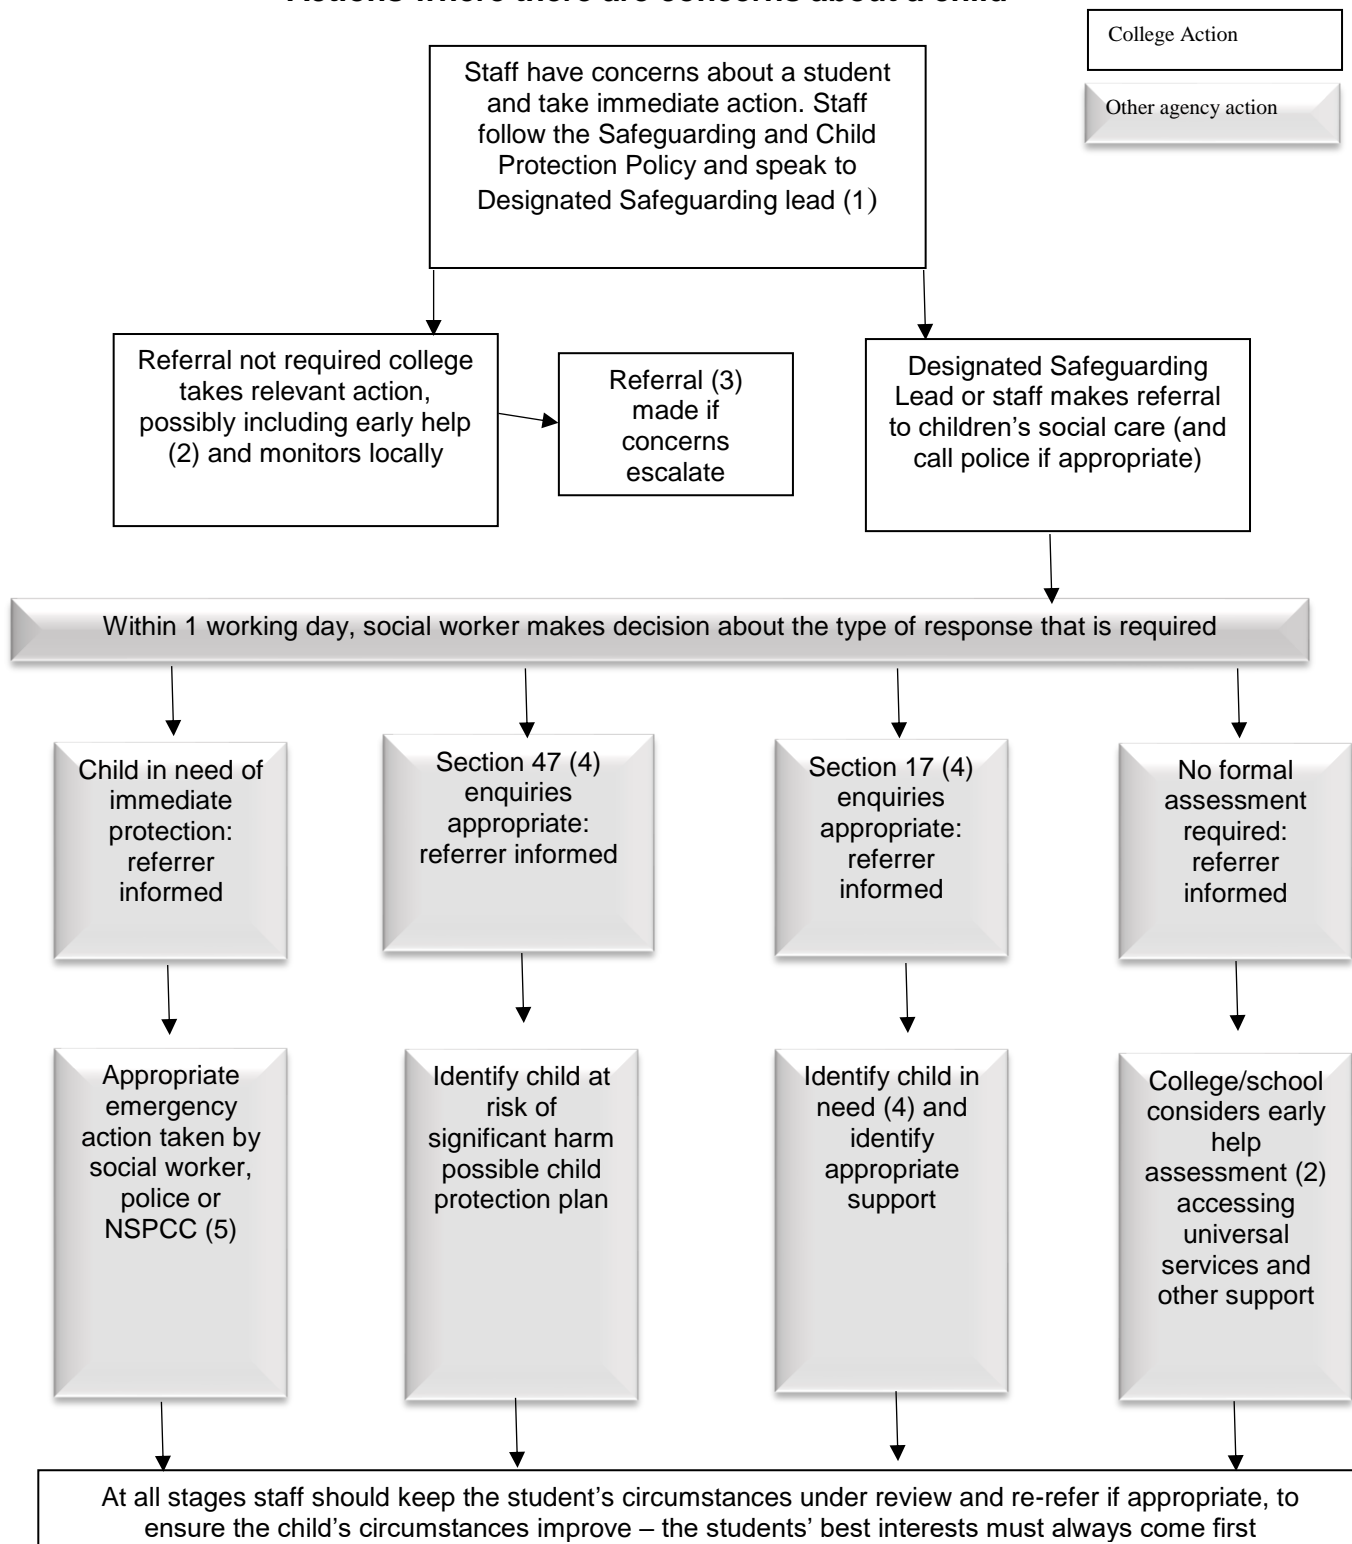 Actions where there are concerns about a child
College Action
Other agency action
Staff have concerns about a student
and take immediate action. Staff
follow the Safeguarding and Child
Protection Policy and speak to
Designated Safeguarding lead (1)
Referral not required college
takes relevant action,
possibly including early help
(2) and monitors locally
Referral (3)
made if
concerns
escalate
Designated Safeguarding
Lead or staff makes referral
to children’s social care (and
call police if appropriate)
Within 1 working day, social worker makes decision about the type of response that is required
Child in need of
immediate
protection:
referrer
informed
Section 47 (4)
enquiries
appropriate:
referrer informed
Section 17 (4)
enquiries
appropriate:
referrer
informed
No formal
assessment
required:
referrer
informed
Appropriate
emergency
action taken by
social worker,
police or
NSPCC (5)
Identify child at
risk of
significant harm
possible child
protection plan
Identify child in
need (4) and
identify
appropriate
support
College/school
considers early
help
assessment (2)
accessing
universal
services and
other support
At all stages staff should keep the student’s circumstances under review and re-refer if appropriate, to
ensure the child’s circumstances improve – the students’ best interests must always come first